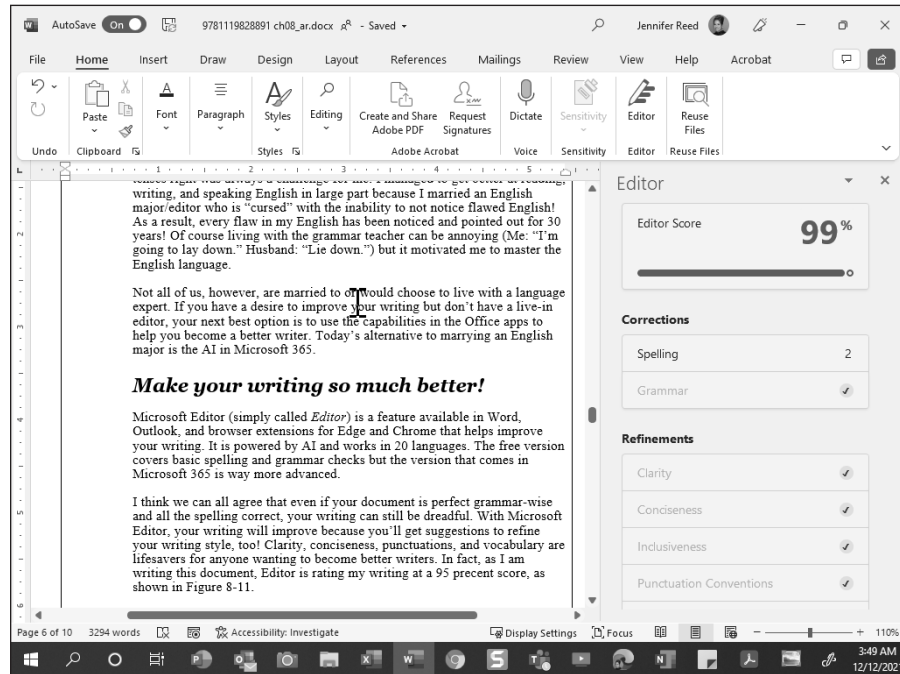 AutoSave On 9781119828891 ch08_ar.docx - Saved Jennifer Reed
File Home Insert Draw Design Layout References Mailings Review View Help Acrobat
Paste Font Paragraph Styles Editing Create and Share Adobe PDF Request Signatures Dictate Sensitivity Editor Reuse Files
Undo Clipboard Styles Adobe Acrobat Voice Sensitivity Editor Reuse Files
1 2 3 4 5
writing, and speaking English in large part because I married an English
major/editor who is “cursed” with the inability to not notice flawed English!
As a result, every flaw in my English has been noticed and pointed out for 30
years! Of course living with the grammar teacher can be annoying (Me: “I’m
going to lay down.” Husband: “Lie down.”) but it motivated me to master the
English language.
Not all of us, however, are married to or would choose to live with a language
expert. If you have a desire to improve your writing but don’t have a live-in
editor, your next best option is to use the capabilities in the Office apps to
help you become a better writer. Today’s alternative to marrying an English
major is the AI in Microsoft 365.
Make your writing so much better!
Microsoft Editor (simply called Editor) is a feature available in Word,
Outlook, and browser extensions for Edge and Chrome that helps improve
your writing. It is powered by AI and works in 20 languages. The free version
covers basic spelling and grammar checks but the version that comes in
Microsoft 365 is way more advanced.
I think we can all agree that even if your document is perfect grammar-wise
and all the spelling correct, your writing can still be dreadful. With Microsoft
Editor, your writing will improve because you’ll get suggestions to refine
your writing style, too! Clarity, conciseness, punctuations, and vocabulary are
lifesavers for anyone wanting to become better writers. In fact, as I am
writing this document, Editor is rating my writing at a 95 precent score, as
shown in Figure 8-11.
Editor
Editor Score 99%
Corrections
Spelling 2
Grammar
Refinements
Clarity
Conciseness
Inclusiveness
Punctuation Conventions
Page 6 of 10 3294 words Accessibility: Investigate Display Settings Focus 110%
3:49 AM